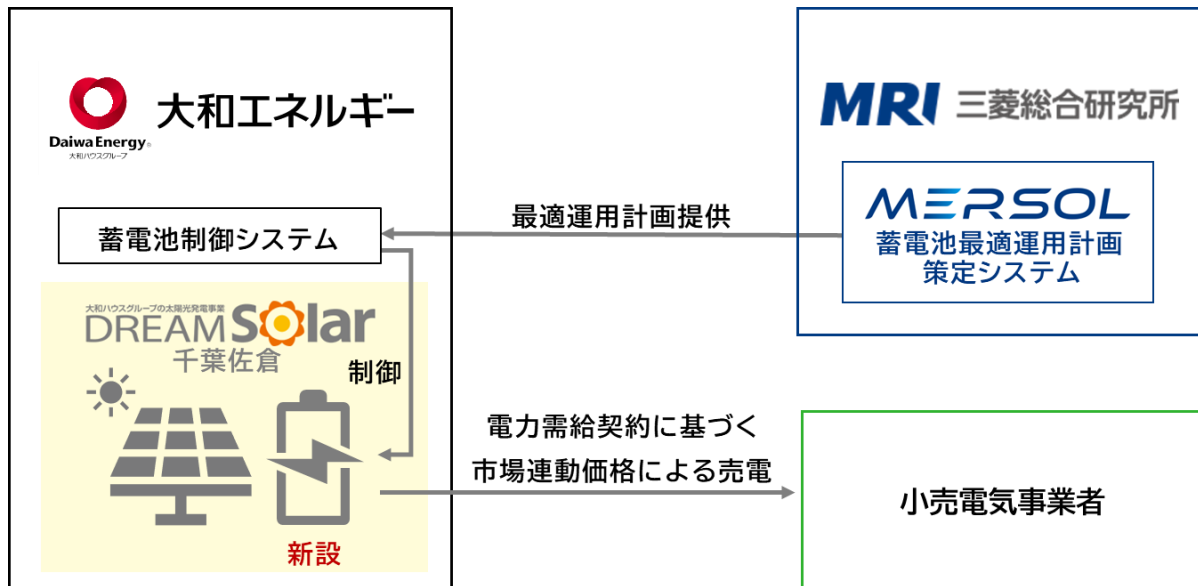 Daiwa Energy®
大和ハウスグループ
大和エネルギー
蓄電池制御システム
大和ハウスグループの太陽光発電事業
DREAM Solar
千葉佐倉
制御
新設
最適運用計画提供
MRI 三菱総合研究所
MERSOL
蓄電池最適運用計画
策定システム
電力需給契約に基づく
市場連動価格による売電
小売電気事業者